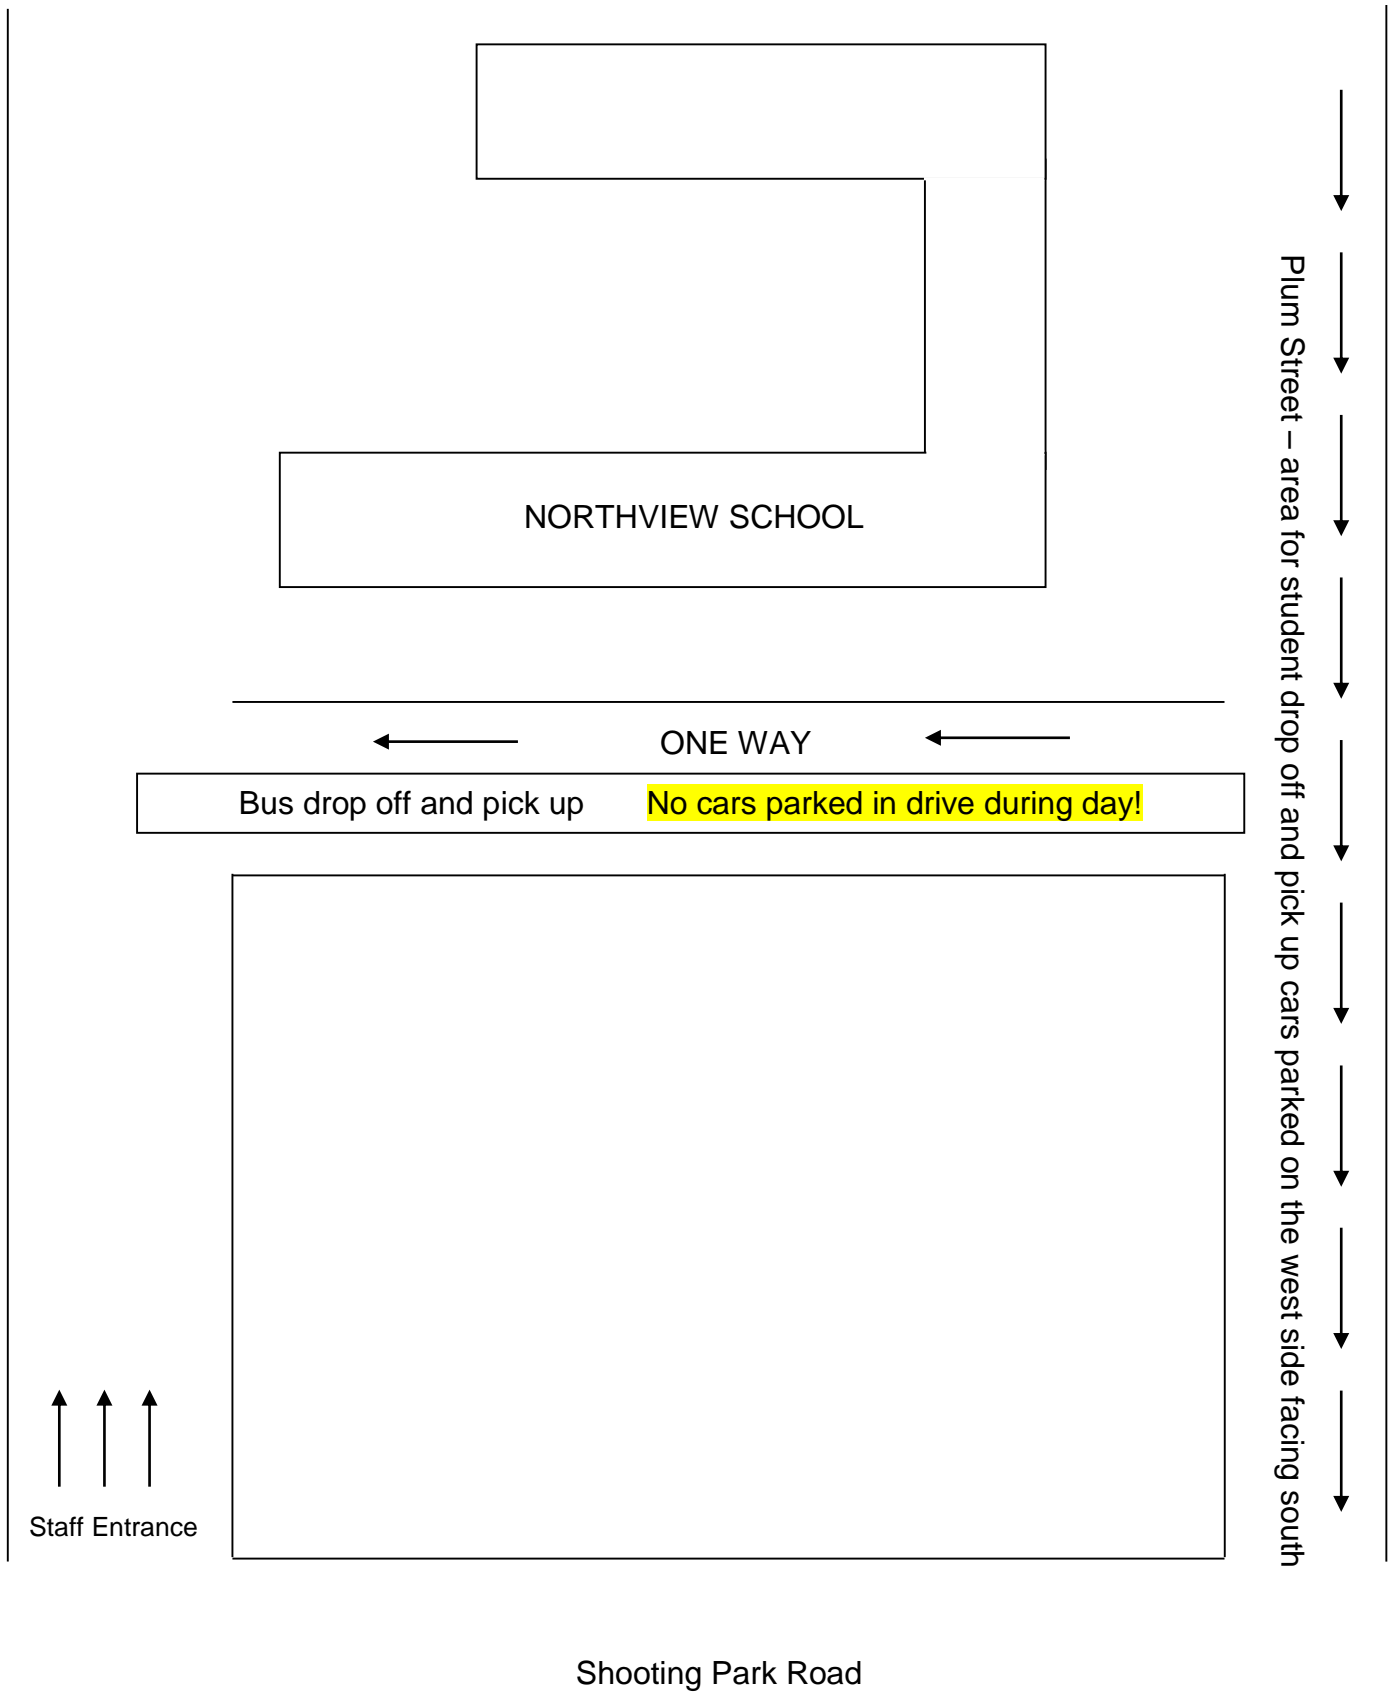 NORTHVIEW SCHOOL
ONE WAY
Bus drop off and pick up No cars parked in drive during day!
Plum Street – area for student drop off and pick up cars parked on the west side facing south
Staff Entrance
Shooting Park Road